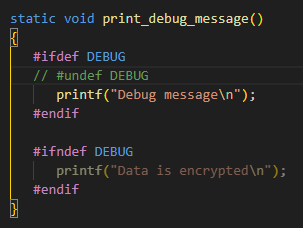 static void print_debug_message()
{
#ifdef DEBUG
// #undef DEBUG
printf("Debug message\n");
#endif
#ifndef DEBUG
printf("Data is encrypted\n");
#endif
}